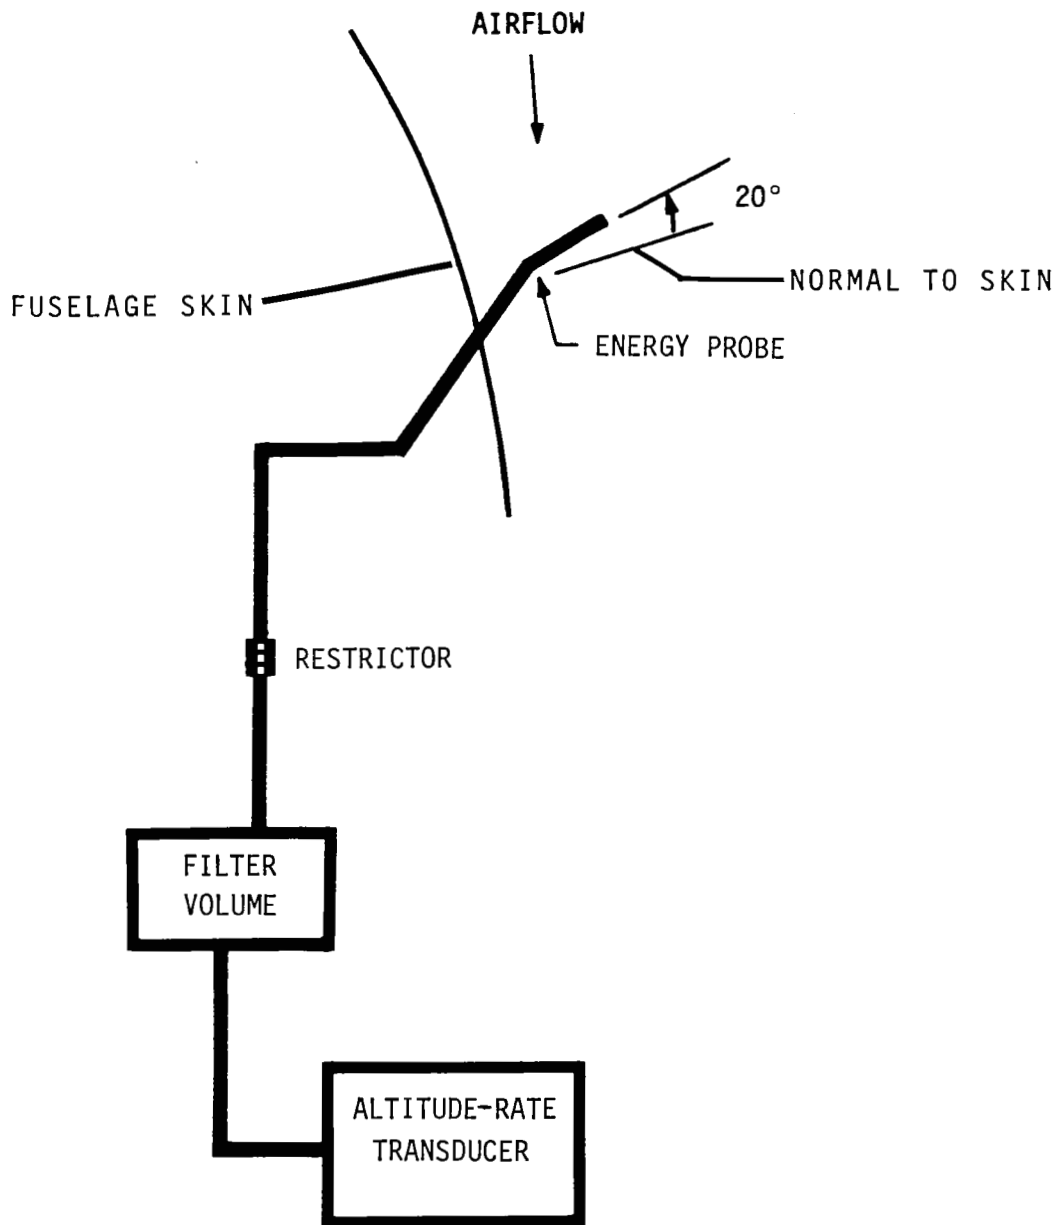 AIRFLOW
20°
NORMAL TO SKIN
FUSELAGE SKIN
ENERGY PROBE
RESTRICTOR
FILTER
VOLUME
ALTITUDE-RATE
TRANSDUCER